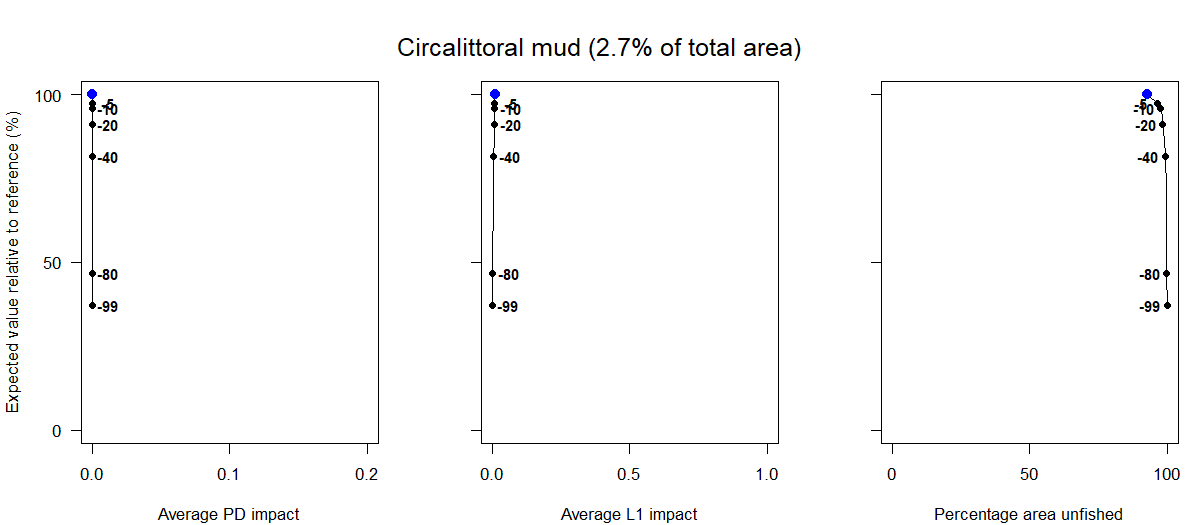 Circalittoral mud (2.7% of total area)
Expected value relative to reference (%)
100
50
0
-5
-10
-20
-40
-80
-99
0.0 0.1 0.2
Average PD impact
-5
-10
-20
-40
-80
-99
0.0 0.5 1.0
Average L1 impact
-5
-10
-20
-40
-80
-99
0 50 100
Percentage area unfished